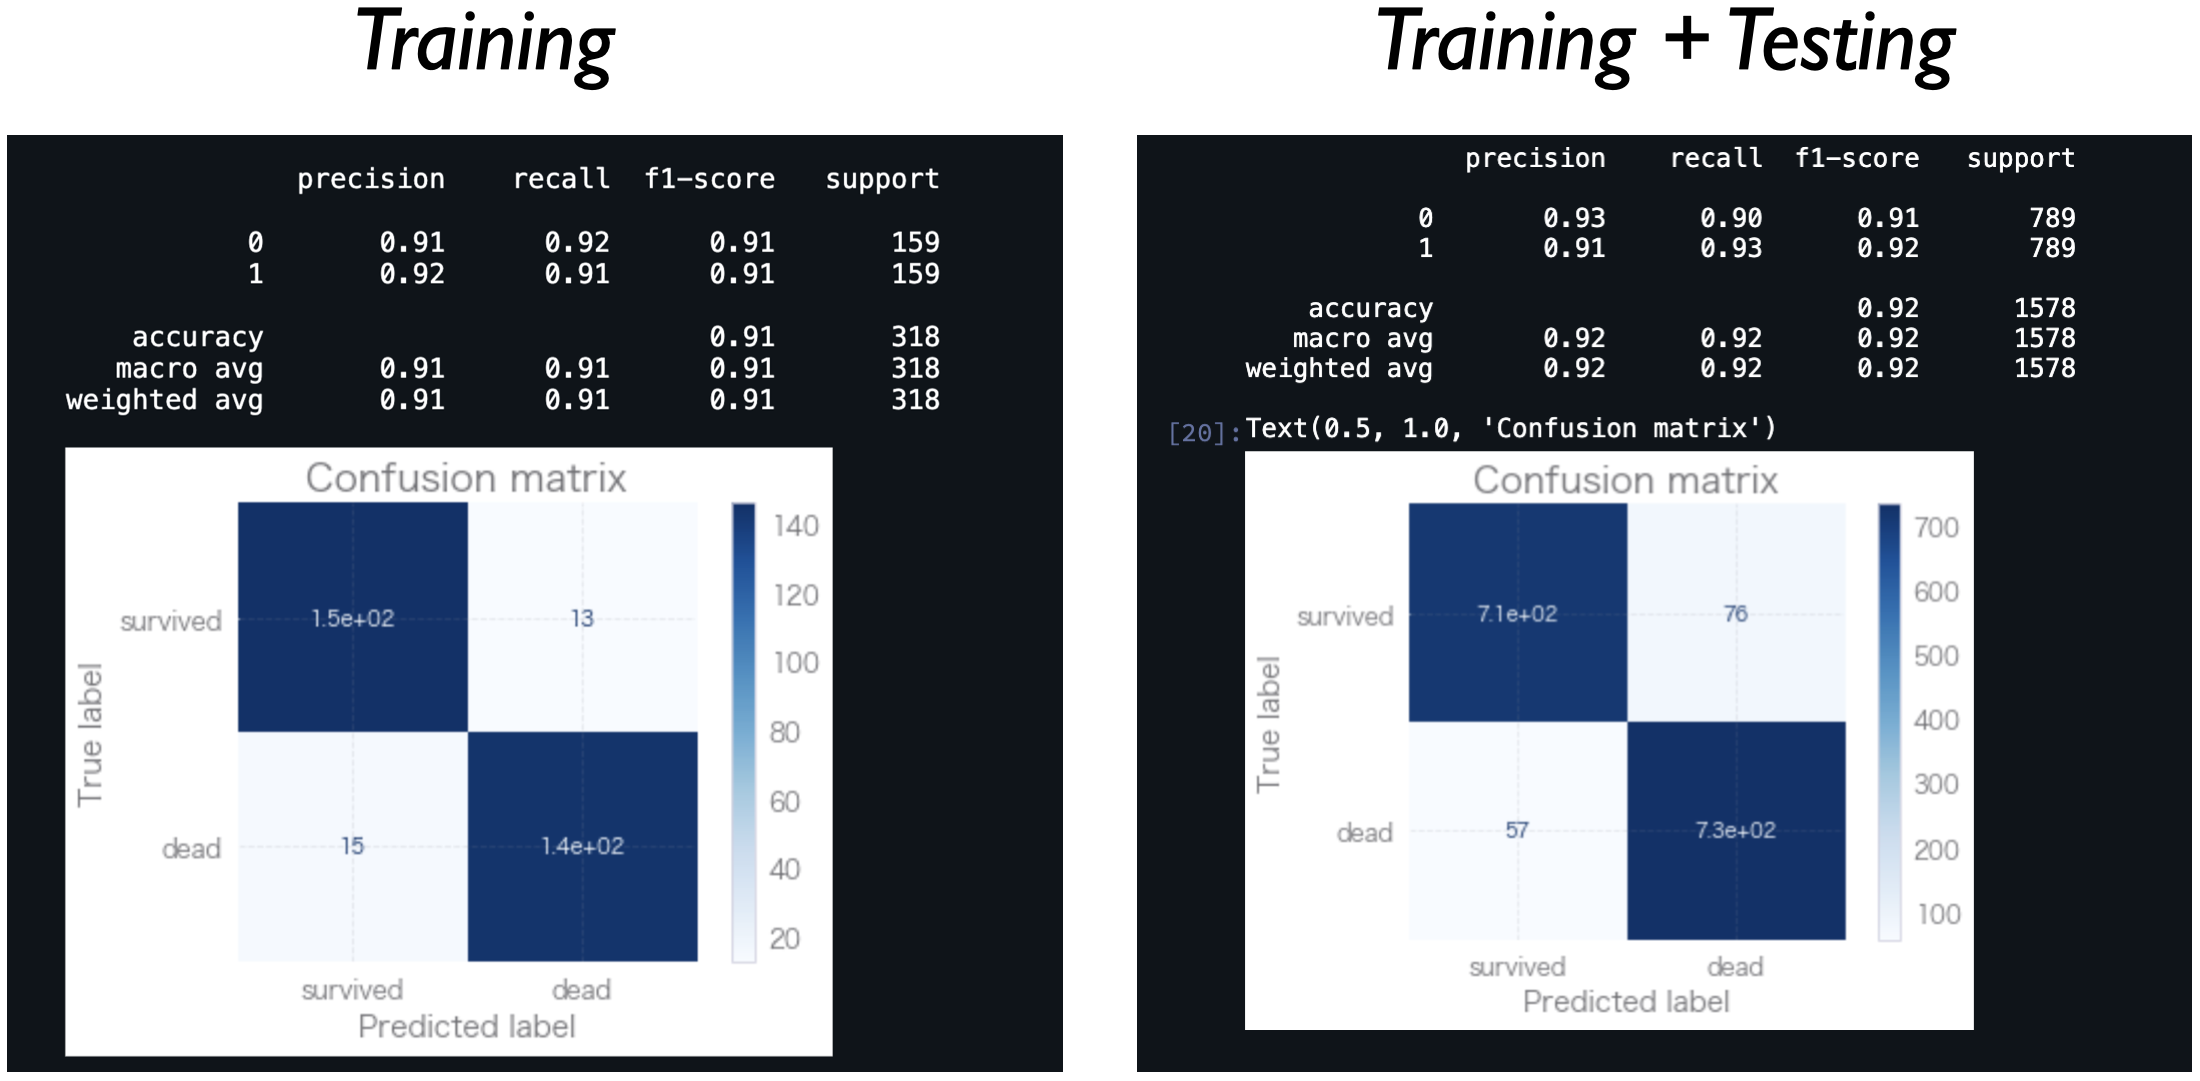 Training
precision recall f1-score support
0 0.91 0.92 0.91 159
1 0.92 0.91 0.91 159
accuracy 0.91 318
macro avg 0.91 0.91 0.91 318
weighted avg 0.91 0.91 0.91 318
Confusion matrix
True label
survived
dead
1.5e+02 13
15 1.4e+02
survived dead
Predicted label
140
120
100
80
60
40
20
Training + Testing
precision recall f1-score support
0 0.93 0.90 0.91 789
1 0.91 0.93 0.92 789
accuracy 0.92 1578
macro avg 0.92 0.92 0.92 1578
weighted avg 0.92 0.92 0.92 1578
[20]: Text(0.5, 1.0, 'Confusion matrix')
Confusion matrix
True label
survived
dead
7.1e+02 76
57 7.3e+02
survived dead
Predicted label
700
600
500
400
300
200
100